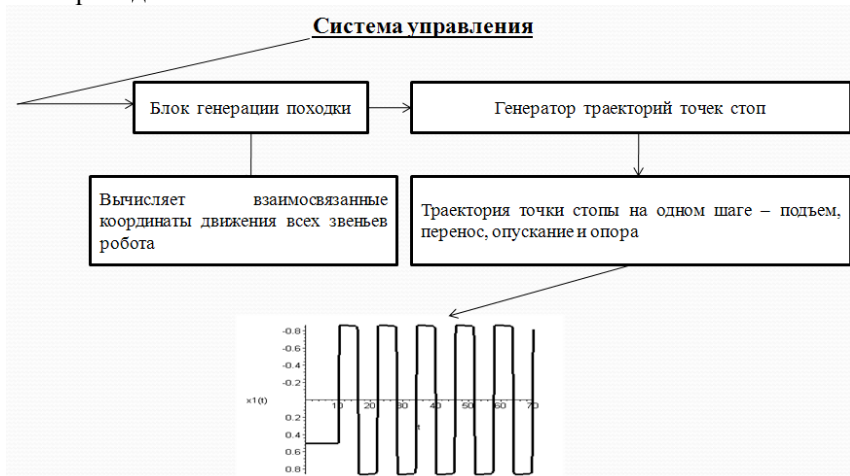 Система управления
Блок генерации походки
Генератор траекторий точек стоп
Вычисляет взаимосвязанные
координаты движения всех звеньев
робота
Траектория точки стопы на одном шаге – подъем,
перенос, опускание и опора
-0.8
-0.6
-0.4
-0.2
x1(t)
10 20 30 40 50 60 70
t
0.2
0.4
0.6
0.8